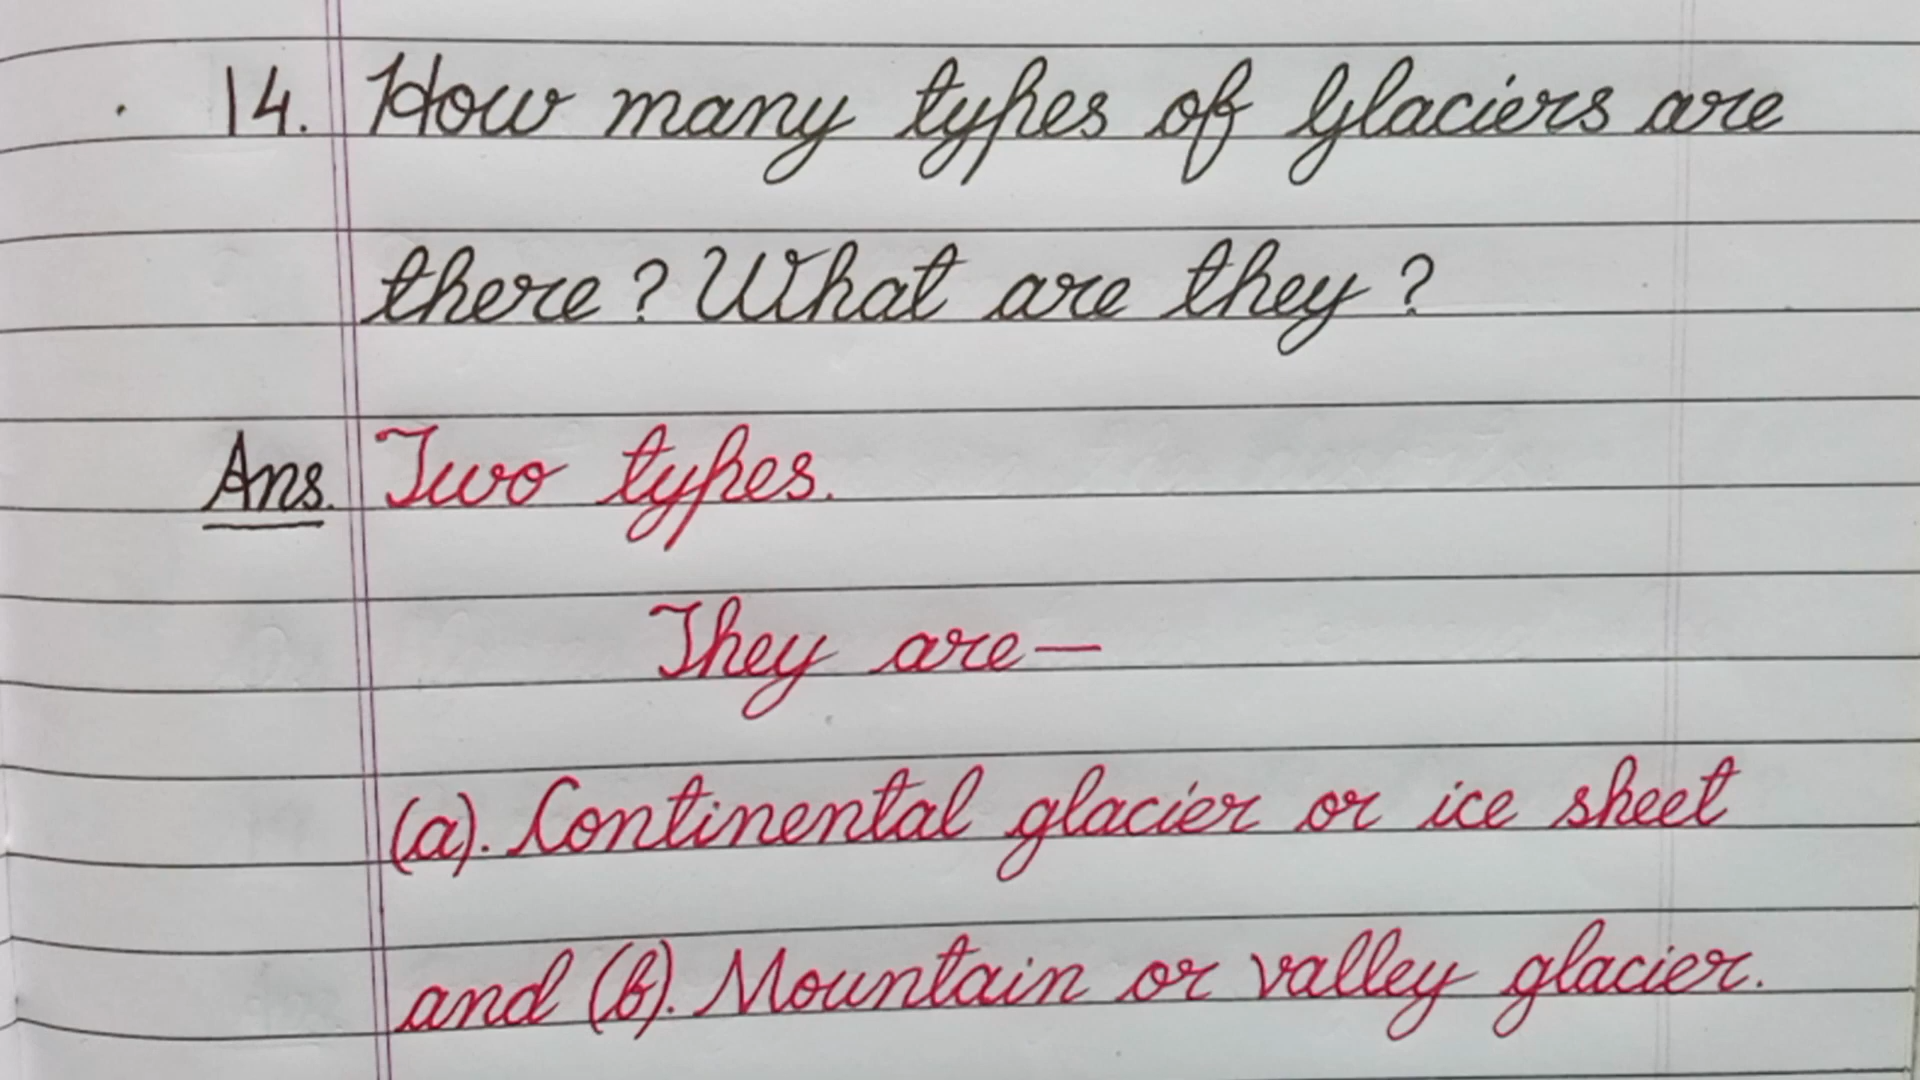 14. How many types of Glaciers are
there? What are they?
Ans. Two types.
They are—
(a). Continental glacier or ice sheet
and (b). Mountain or valley glacier.